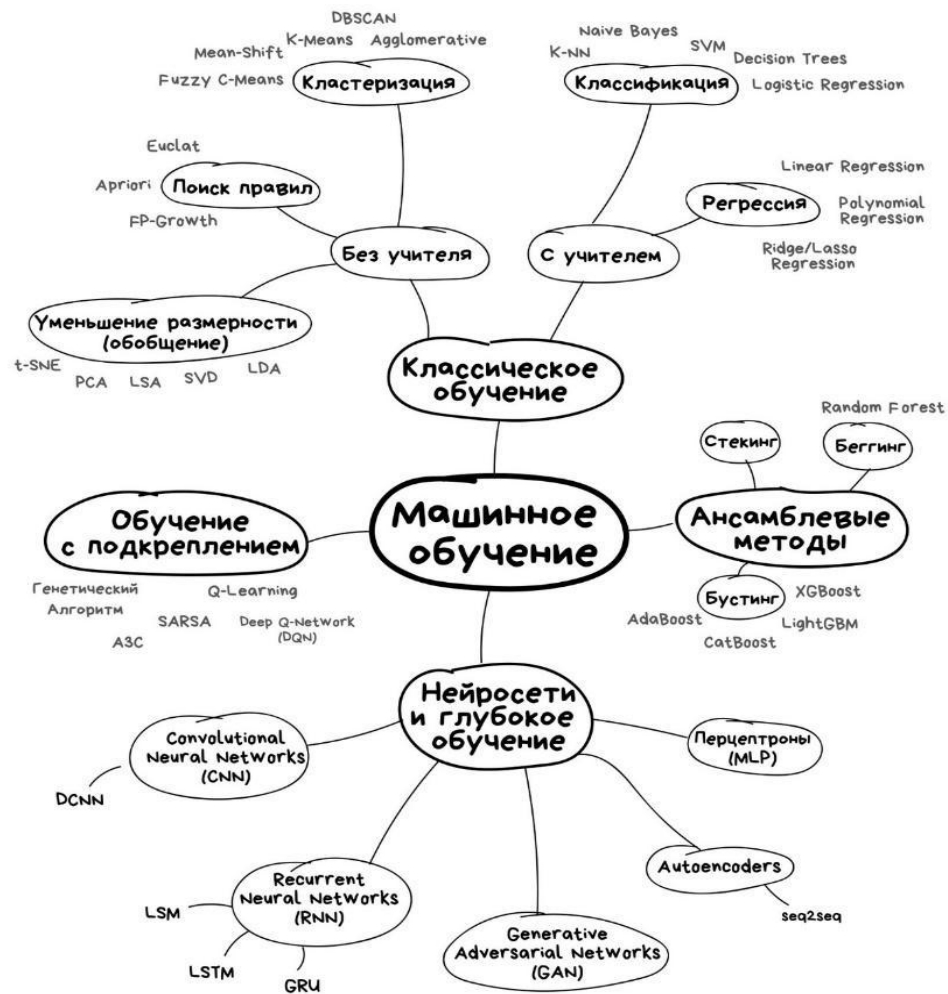 DBSCAN
K-Means
Agglomerative
Mean-Shift
Fuzzy C-Means
Кластеризация
Naive Bayes
K-NN
SVM
Decision Trees
Классификация
Logistic Regression
Euclat
Apriori
Поиск правил
FP-Growth
Linear Regression
Регрессия
Polynomial
Regression
Ridge/Lasso
Regression
Без учителя
С учителем
Уменьшение размерности
(обобщение)
t-SNE
PCA
LSA
SVD
LDA
Классическое
обучение
Random Forest
Стекинг
Беггинг
Машинное
обучение
Обучение
с подкреплением
Ансамблевые
методы
Генетический
Алгоритм
Q-Learning
SARSA
Deep Q-Network
(DQN)
A3C
Бустинг
XGBoost
AdaBoost
LightGBM
CatBoost
Нейросети
и глубокое
обучение
Convolutional
Neural Networks
(CNN)
DCNN
Перцептроны
(MLP)
Autoencoders
seq2seq
Recurrent
Neural Networks
(RNN)
LSM
LSTM
GRU
Generative
Adversarial Networks
(GAN)